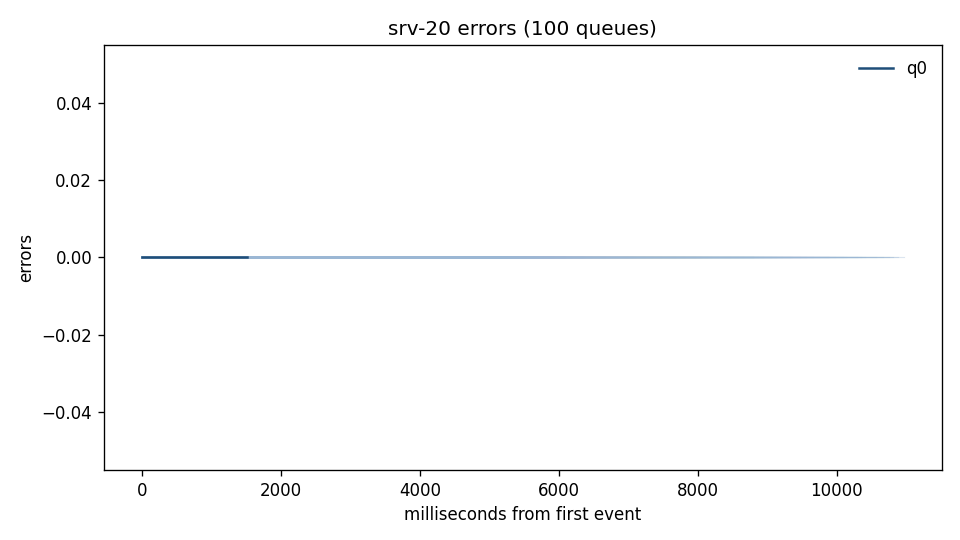 srv-20 errors (100 queues)
q0
0.04
0.02
0.00
−0.02
−0.04
errors
0 2000 4000 6000 8000 10000
milliseconds from first event